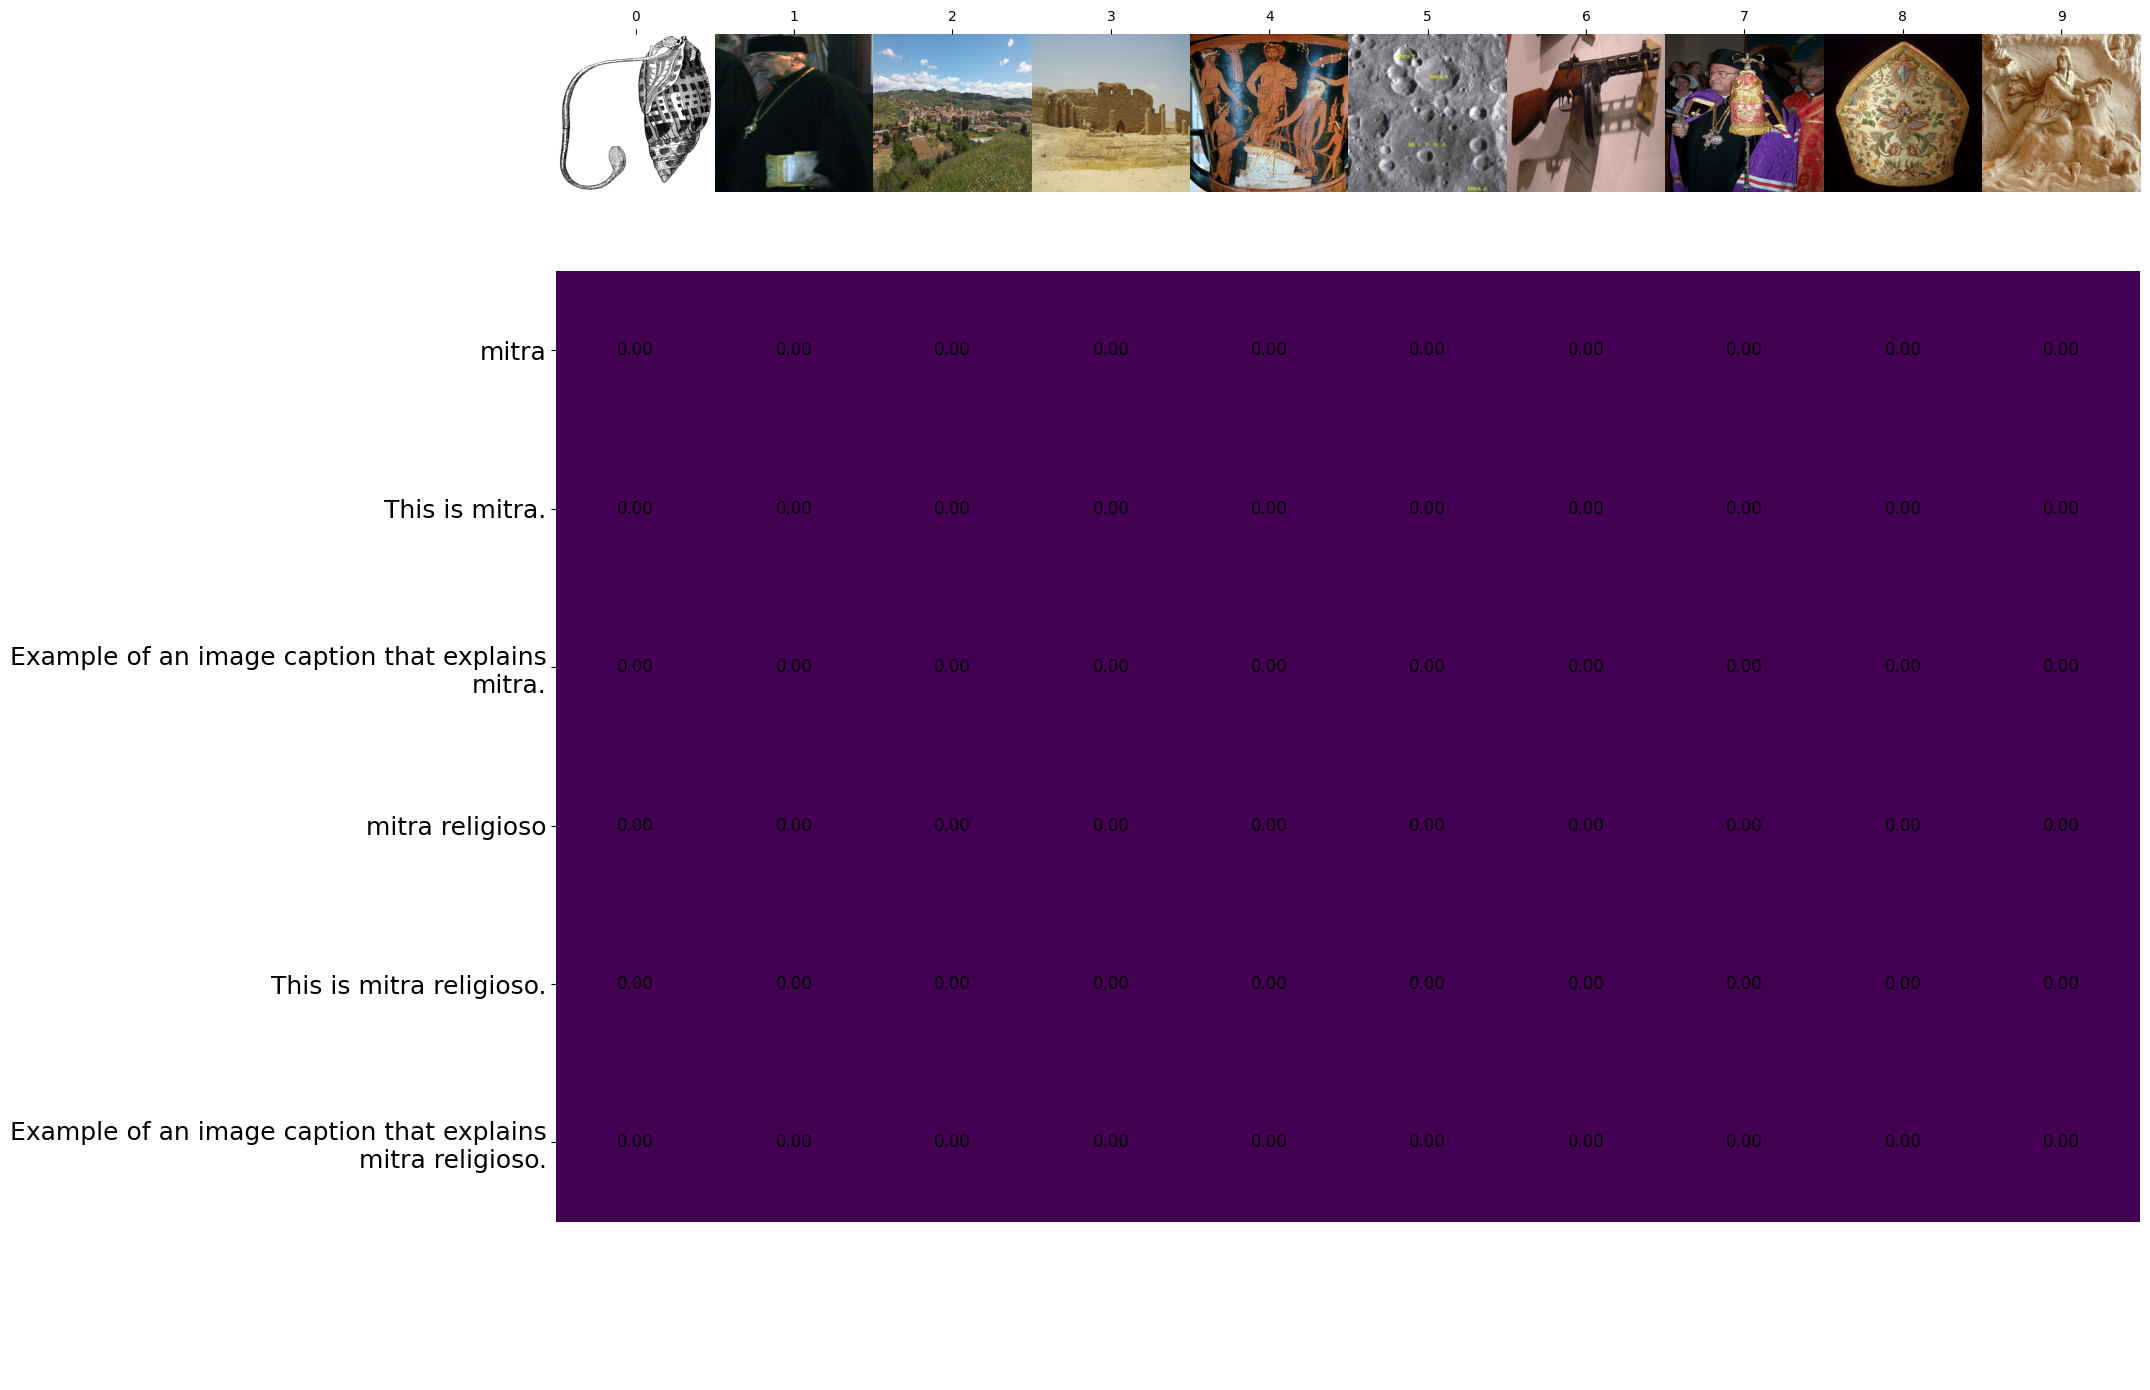 0 1 2 3 4 5 6 7 8 9
Mitra A
M I T R A
Mitra J
mitra 0.00 0.00 0.00 0.00 0.00 0.00 0.00 0.00 0.00 0.00
This is mitra. 0.00 0.00 0.00 0.00 0.00 0.00 0.00 0.00 0.00 0.00
Example of an image caption that explains
mitra. 0.00 0.00 0.00 0.00 0.00 0.00 0.00 0.00 0.00 0.00
mitra religioso 0.00 0.00 0.00 0.00 0.00 0.00 0.00 0.00 0.00 0.00
This is mitra religioso. 0.00 0.00 0.00 0.00 0.00 0.00 0.00 0.00 0.00 0.00
Example of an image caption that explains
mitra religioso. 0.00 0.00 0.00 0.00 0.00 0.00 0.00 0.00 0.00 0.00